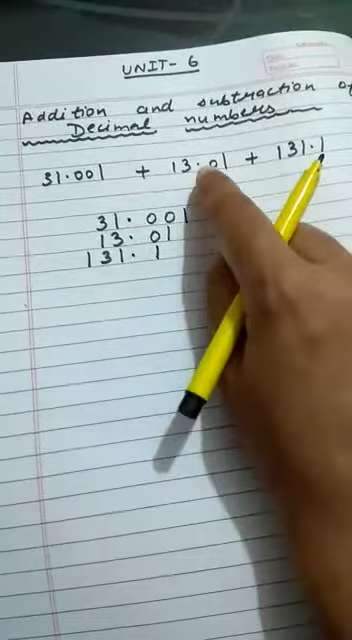 UNIT-6
Addition and subtraction of
Decimal numbers
31.001 + 13.01 + 131.1
31.001
13.01
131.1